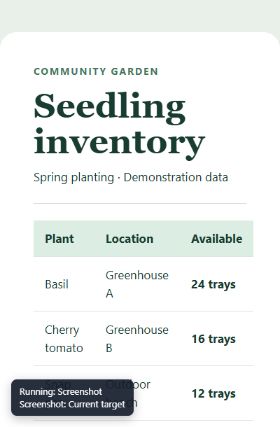 COMMUNITY GARDEN
Seedling
inventory
Spring planting · Demonstration data
Plant Location Available
Basil Greenhouse A 24 trays
Cherry tomato Greenhouse B 16 trays
12 trays
Running: Screenshot
Screenshot: Current target